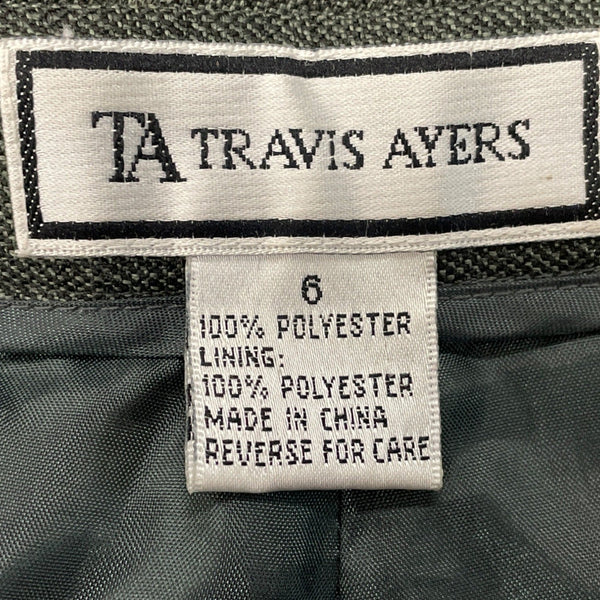 TA TRAVIS AYERS
6
100% POLYESTER
LINING:
100% POLYESTER
MADE IN CHINA
REVERSE FOR CARE